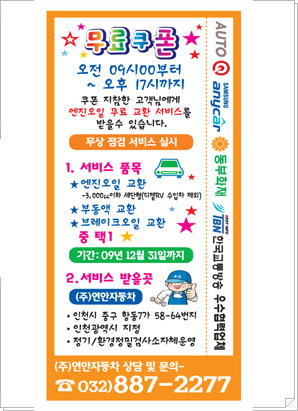 무료쿠폰
오전 09시00부터
~ 오후 17시까지
쿠폰 지참한 고객님에게
엔진오일 무료 교환 서비스를
받을수 있습니다.
무상 점검 서비스 실시
1. 서비스 품목
★엔진오일 교환
-3,000cc이하 세단형(디젤RV 수입차 제외)
★부동액 교환
★브레이크오일 교환
중 택1
기간: 09년 12월 31일까지
2.서비스 받을곳
(주)연안자동차
• 인천시 중구 항동7가 58-64번지
• 인천광역시 지정
• 정기/환경정밀검사소자체운영
(주)연안자동차 상담 및 문의-
☎ 032)887-2277
AUTO
SAMSUNG
anycar
동부화재
TBN 한국교통방송 우수협력업체